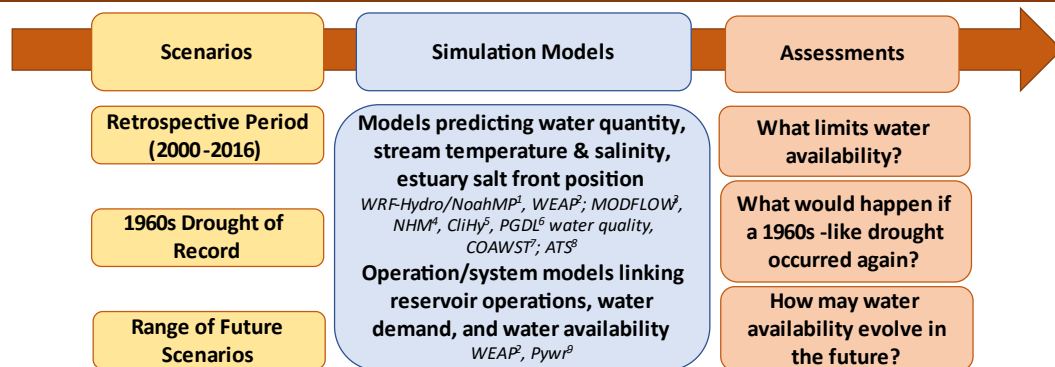 Scenarios
Simulation Models
Assessments
Retrospective Period
(2000-2016)
1960s Drought of
Record
Range of Future
Scenarios
Models predicting water quantity,
stream temperature & salinity,
estuary salt front position
WRF-Hydro/NoahMP¹, WEAP²; MODFLOW³,
NHM⁴, CliHy⁵, PGDL⁶ water quality,
COAWST⁷; ATS⁸
Operation/system models linking
reservoir operations, water
demand, and water availability
WEAP², Pywr⁹
What limits water
availability?
What would happen if
a 1960s -like drought
occurred again?
How may water
availability evolve in
the future?